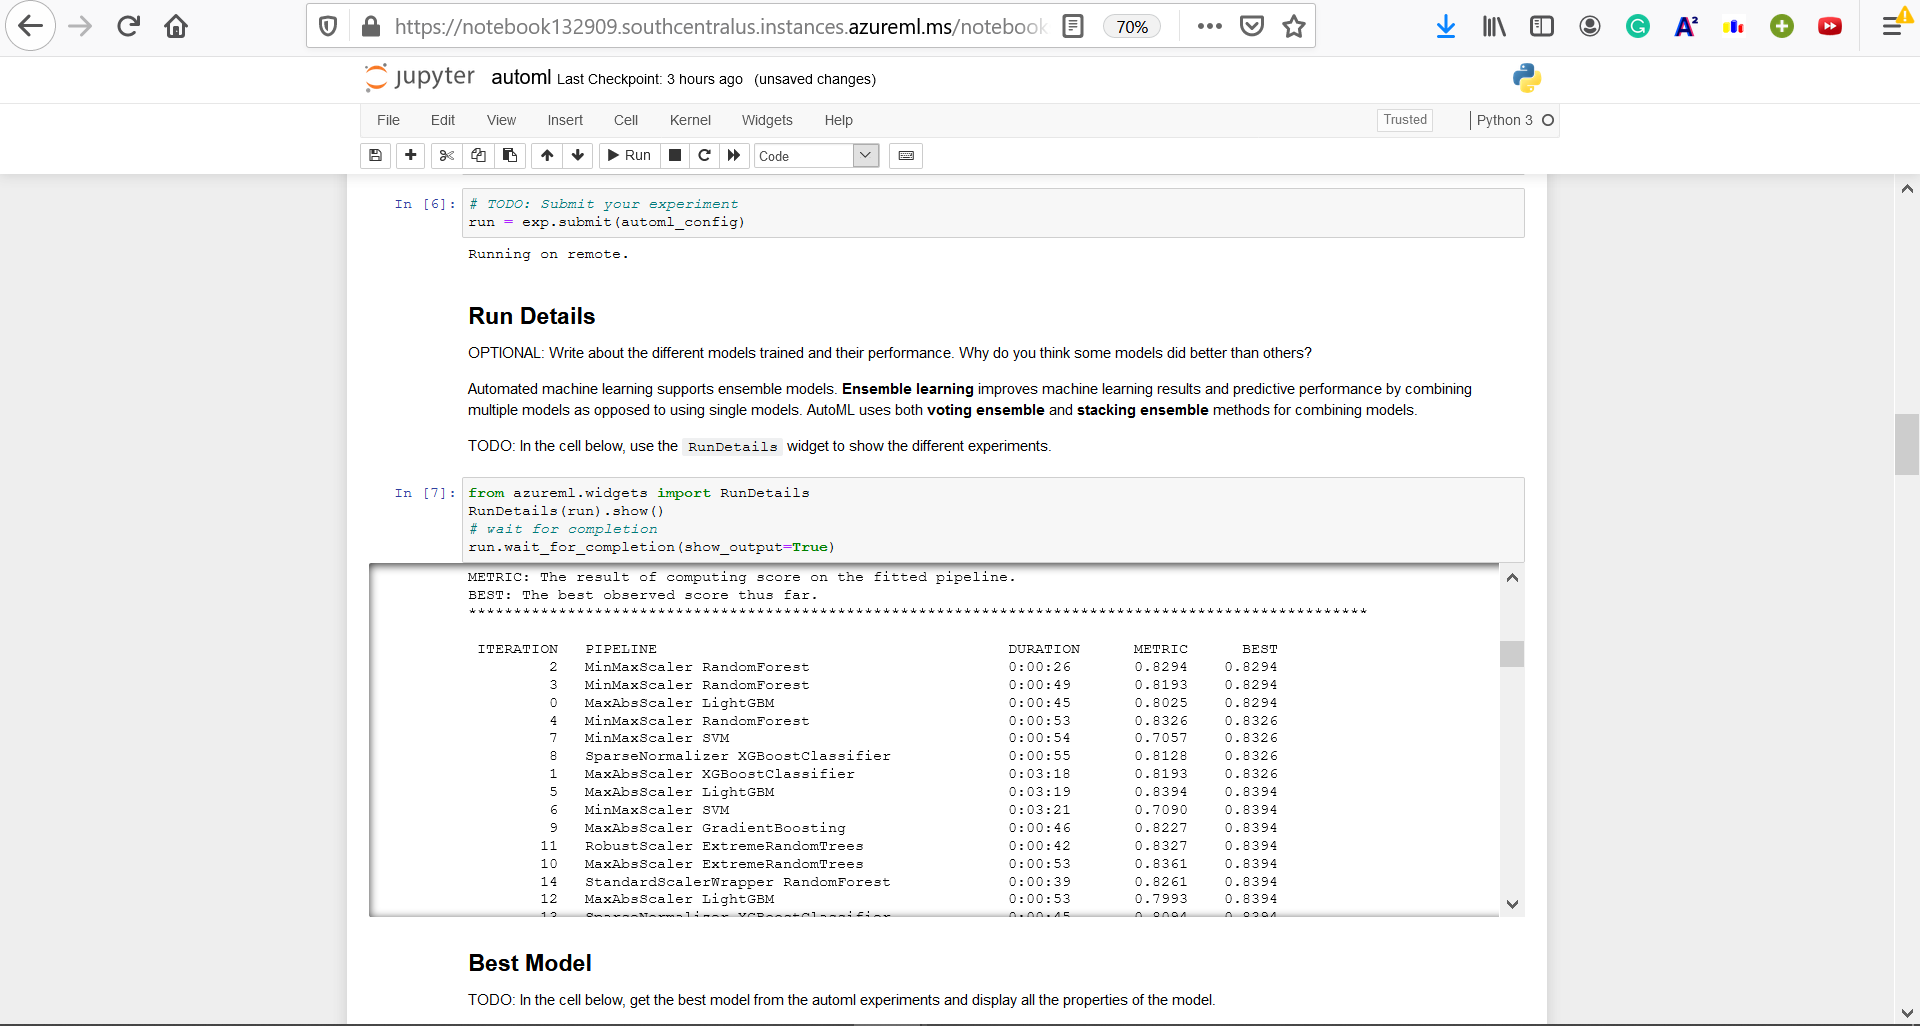 https://notebook132909.southcentralus.instances.azureml.ms/notebook 70%
jupyter automl Last Checkpoint: 3 hours ago (unsaved changes)
File Edit View Insert Cell Kernel Widgets Help Trusted Python 3
Run Code
In [6]: # TODO: Submit your experiment
run = exp.submit(automl_config)
Running on remote.
Run Details
OPTIONAL: Write about the different models trained and their performance. Why do you think some models did better than others?
Automated machine learning supports ensemble models. Ensemble learning improves machine learning results and predictive performance by combining
multiple models as opposed to using single models. AutoML uses both voting ensemble and stacking ensemble methods for combining models.
TODO: In the cell below, use the RunDetails widget to show the different experiments.
In [7]: from azureml.widgets import RunDetails
RunDetails(run).show()
# wait for completion
run.wait_for_completion(show_output=True)
METRIC: The result of computing score on the fitted pipeline.
BEST: The best observed score thus far.
****************************************************************************************************
ITERATION PIPELINE DURATION METRIC BEST
2 MinMaxScaler RandomForest 0:00:26 0.8294 0.8294
3 MinMaxScaler RandomForest 0:00:49 0.8193 0.8294
0 MaxAbsScaler LightGBM 0:00:45 0.8025 0.8294
4 MinMaxScaler RandomForest 0:00:53 0.8326 0.8326
7 MinMaxScaler SVM 0:00:54 0.7057 0.8326
8 SparseNormalizer XGBoostClassifier 0:00:55 0.8128 0.8326
1 MaxAbsScaler XGBoostClassifier 0:03:18 0.8193 0.8326
5 MaxAbsScaler LightGBM 0:03:19 0.8394 0.8394
6 MinMaxScaler SVM 0:03:21 0.7090 0.8394
9 MaxAbsScaler GradientBoosting 0:00:46 0.8227 0.8394
11 RobustScaler ExtremeRandomTrees 0:00:42 0.8327 0.8394
10 MaxAbsScaler ExtremeRandomTrees 0:00:53 0.8361 0.8394
14 StandardScalerWrapper RandomForest 0:00:39 0.8261 0.8394
12 MaxAbsScaler LightGBM 0:00:53 0.7993 0.8394
13 SparseNormalizer XGBoostClassifier 0:00:45 0.8094 0.8394
Best Model
TODO: In the cell below, get the best model from the automl experiments and display all the properties of the model.